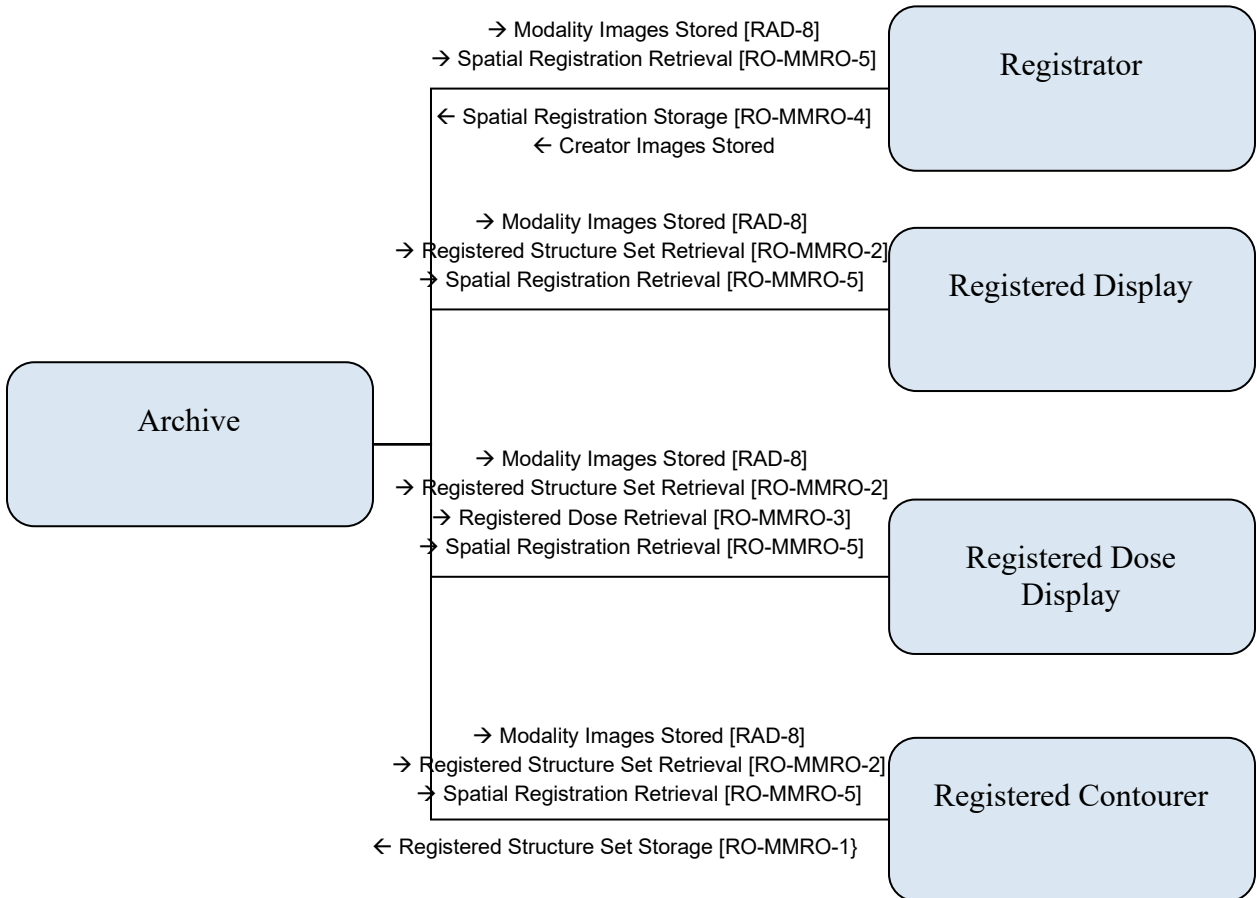 → Modality Images Stored [RAD-8]
→ Spatial Registration Retrieval [RO-MMRO-5]
Registrator
← Spatial Registration Storage [RO-MMRO-4]
← Creator Images Stored
→ Modality Images Stored [RAD-8]
→ Registered Structure Set Retrieval [RO-MMRO-2]
→ Spatial Registration Retrieval [RO-MMRO-5]
Registered Display
Archive
→ Modality Images Stored [RAD-8]
→ Registered Structure Set Retrieval [RO-MMRO-2]
→ Registered Dose Retrieval [RO-MMRO-3]
→ Spatial Registration Retrieval [RO-MMRO-5]
Registered Dose
Display
→ Modality Images Stored [RAD-8]
→ Registered Structure Set Retrieval [RO-MMRO-2]
→ Spatial Registration Retrieval [RO-MMRO-5]
Registered Contourer
← Registered Structure Set Storage [RO-MMRO-1}